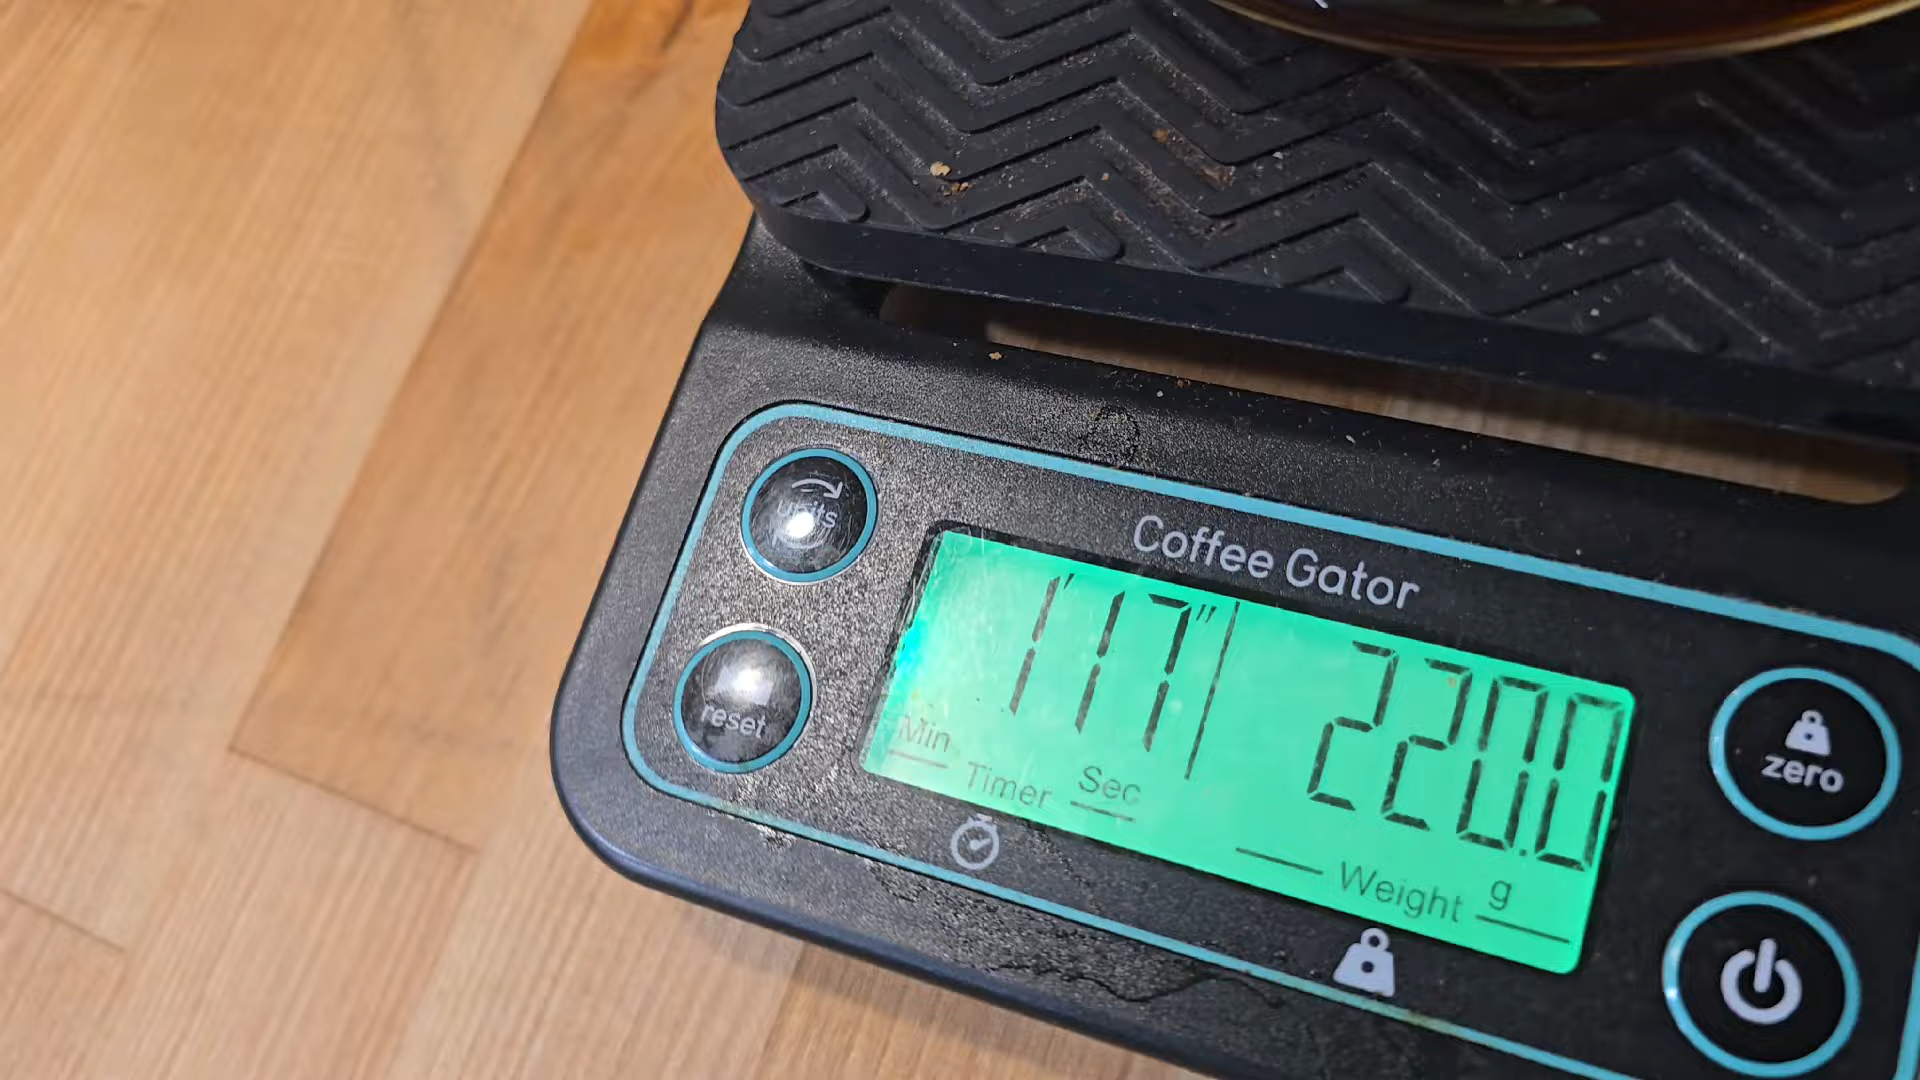 units
Coffee Gator
1'17" 220.0
reset
Min
Timer
Sec
zero
Weight
g